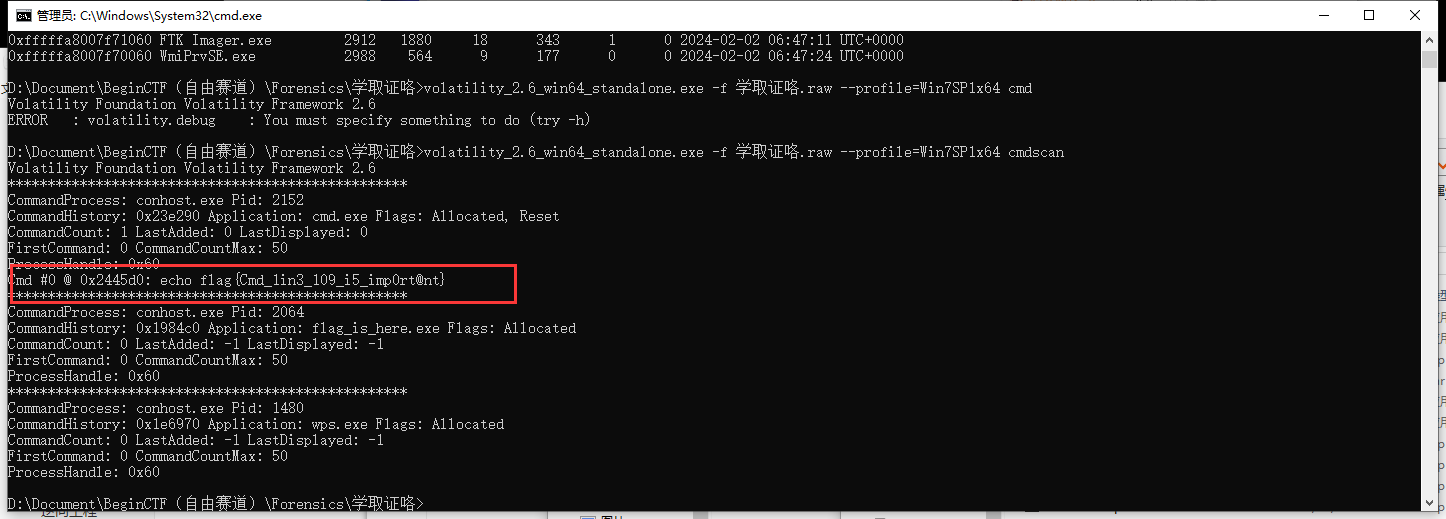 管理员: C:\Windows\System32\cmd.exe
0xfffffa8007f71060 FTK Imager.exe 2912 1880 18 343 1 0 2024-02-02 06:47:11 UTC+0000
0xfffffa8007f70060 WmiPrvSE.exe 2988 564 9 177 0 0 2024-02-02 06:47:24 UTC+0000
D:\Document\BeginCTF（自由赛道）\Forensics\学取证咯>volatility_2.6_win64_standalone.exe -f 学取证咯.raw --profile=Win7SP1x64 cmd
Volatility Foundation Volatility Framework 2.6
ERROR : volatility.debug : You must specify something to do (try -h)
D:\Document\BeginCTF（自由赛道）\Forensics\学取证咯>volatility_2.6_win64_standalone.exe -f 学取证咯.raw --profile=Win7SP1x64 cmdscan
Volatility Foundation Volatility Framework 2.6
**************************************************
CommandProcess: conhost.exe Pid: 2152
CommandHistory: 0x23e290 Application: cmd.exe Flags: Allocated, Reset
CommandCount: 1 LastAdded: 0 LastDisplayed: 0
FirstCommand: 0 CommandCountMax: 50
ProcessHandle: 0x60
Cmd #0 @ 0x2445d0: echo flag{Cmd_lin3_109_i5_imp0rt@nt}
**************************************************
CommandProcess: conhost.exe Pid: 2064
CommandHistory: 0x1984c0 Application: flag_is_here.exe Flags: Allocated
CommandCount: 0 LastAdded: -1 LastDisplayed: -1
FirstCommand: 0 CommandCountMax: 50
ProcessHandle: 0x60
**************************************************
CommandProcess: conhost.exe Pid: 1480
CommandHistory: 0x1e6970 Application: wps.exe Flags: Allocated
CommandCount: 0 LastAdded: -1 LastDisplayed: -1
FirstCommand: 0 CommandCountMax: 50
ProcessHandle: 0x60
D:\Document\BeginCTF（自由赛道）\Forensics\学取证咯>